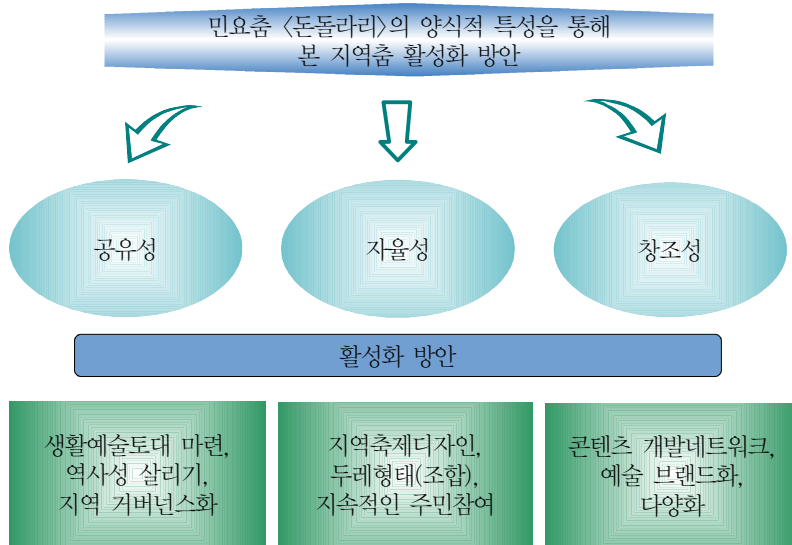 민요춤 〈돈돌라리〉의 양식적 특성을 통해
본 지역춤 활성화 방안
공유성
자율성
창조성
활성화 방안
생활예술토대 마련,
역사성 살리기,
지역 거버넌스화
지역축제디자인,
두레형태(조합),
지속적인 주민참여
콘텐츠 개발네트워크,
예술 브랜드화,
다양화